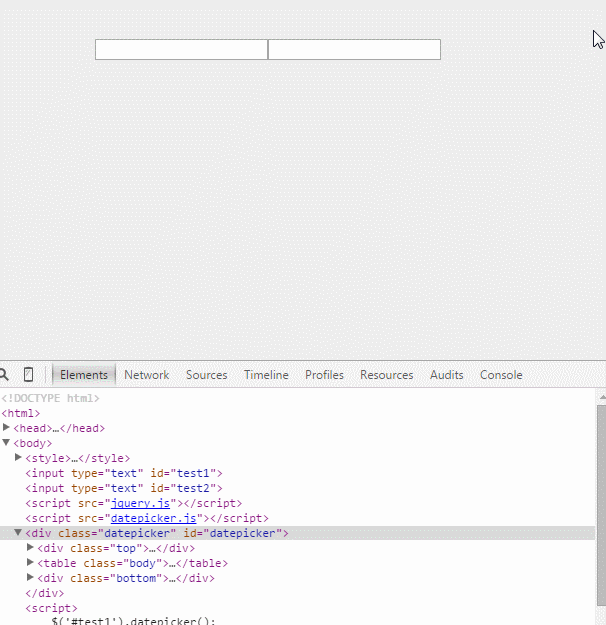 Elements Network Sources Timeline Profiles Resources Audits Console
<!DOCTYPE html>
<html>
<head>…</head>
<body>
<style>…</style>
<input type="text" id="test1">
<input type="text" id="test2">
<script src="jquery.js"></script>
<script src="datepicker.js"></script>
<div class="datepicker" id="datepicker">
<div class="top">…</div>
<table class="body">…</table>
<div class="bottom">…</div>
</div>
<script>
$('#test1').datepicker();